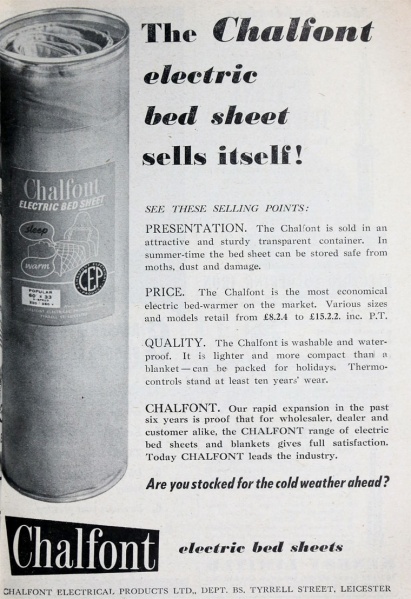 The Chalfont
electric
bed sheet
sells itself!
Chalfont
ELECTRIC BED SHEET
sleep
warm
CEP
POPULAR
60" x 33"
SEE THESE SELLING POINTS:
PRESENTATION. The Chalfont is sold in an
attractive and sturdy transparent container. In
summer-time the bed sheet can be stored safe from
moths, dust and damage.
PRICE. The Chalfont is the most economical
electric bed-warmer on the market. Various sizes
and models retail from £8.2.4 to £15.2.2. inc. P.T.
QUALITY. The Chalfont is washable and water-
proof. It is lighter and more compact than a
blanket—can be packed for holidays. Thermo-
controls stand at least ten years' wear.
CHALFONT. Our rapid expansion in the past
six years is proof that for wholesaler, dealer and
customer alike, the CHALFONT range of electric
bed sheets and blankets gives full satisfaction.
Today CHALFONT leads the industry.
Are you stocked for the cold weather ahead?
Chalfont electric bed sheets
CHALFONT ELECTRICAL PRODUCTS LTD., DEPT. BS, TYRRELL STREET, LEICESTER